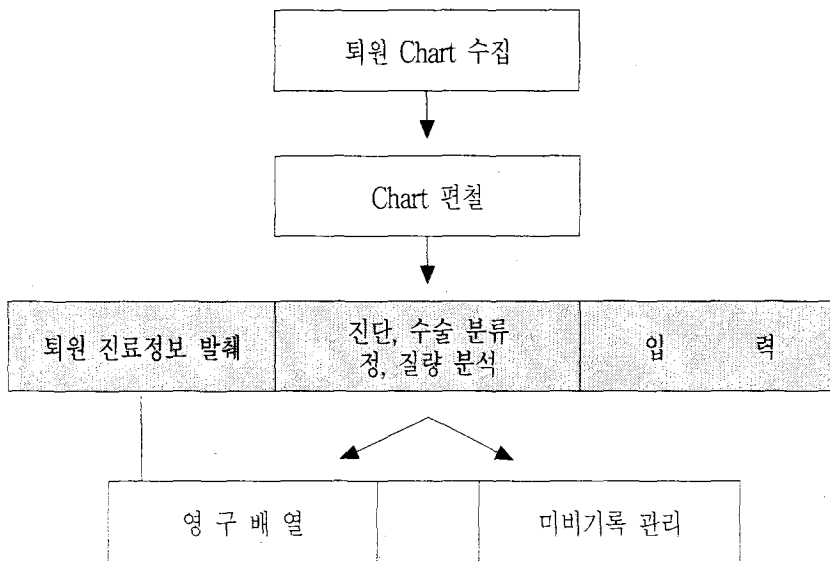 퇴원 Chart 수집
Chart 편철
퇴원 진료정보 발췌
진단, 수술 분류
정, 질량 분석
입 력
영 구 배 열
미비기록 관리